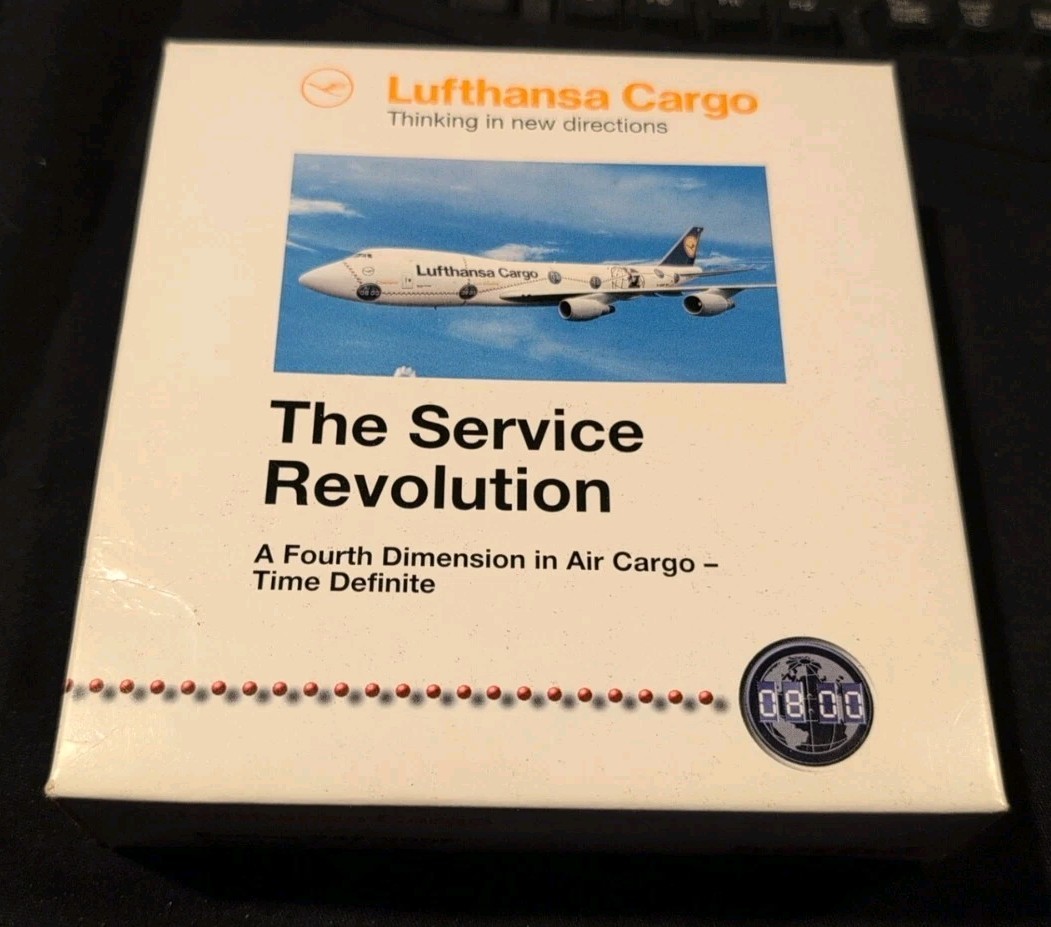 Lufthansa Cargo
Thinking in new directions
Lufthansa Cargo
The Service
Revolution
A Fourth Dimension in Air Cargo –
Time Definite
08:00